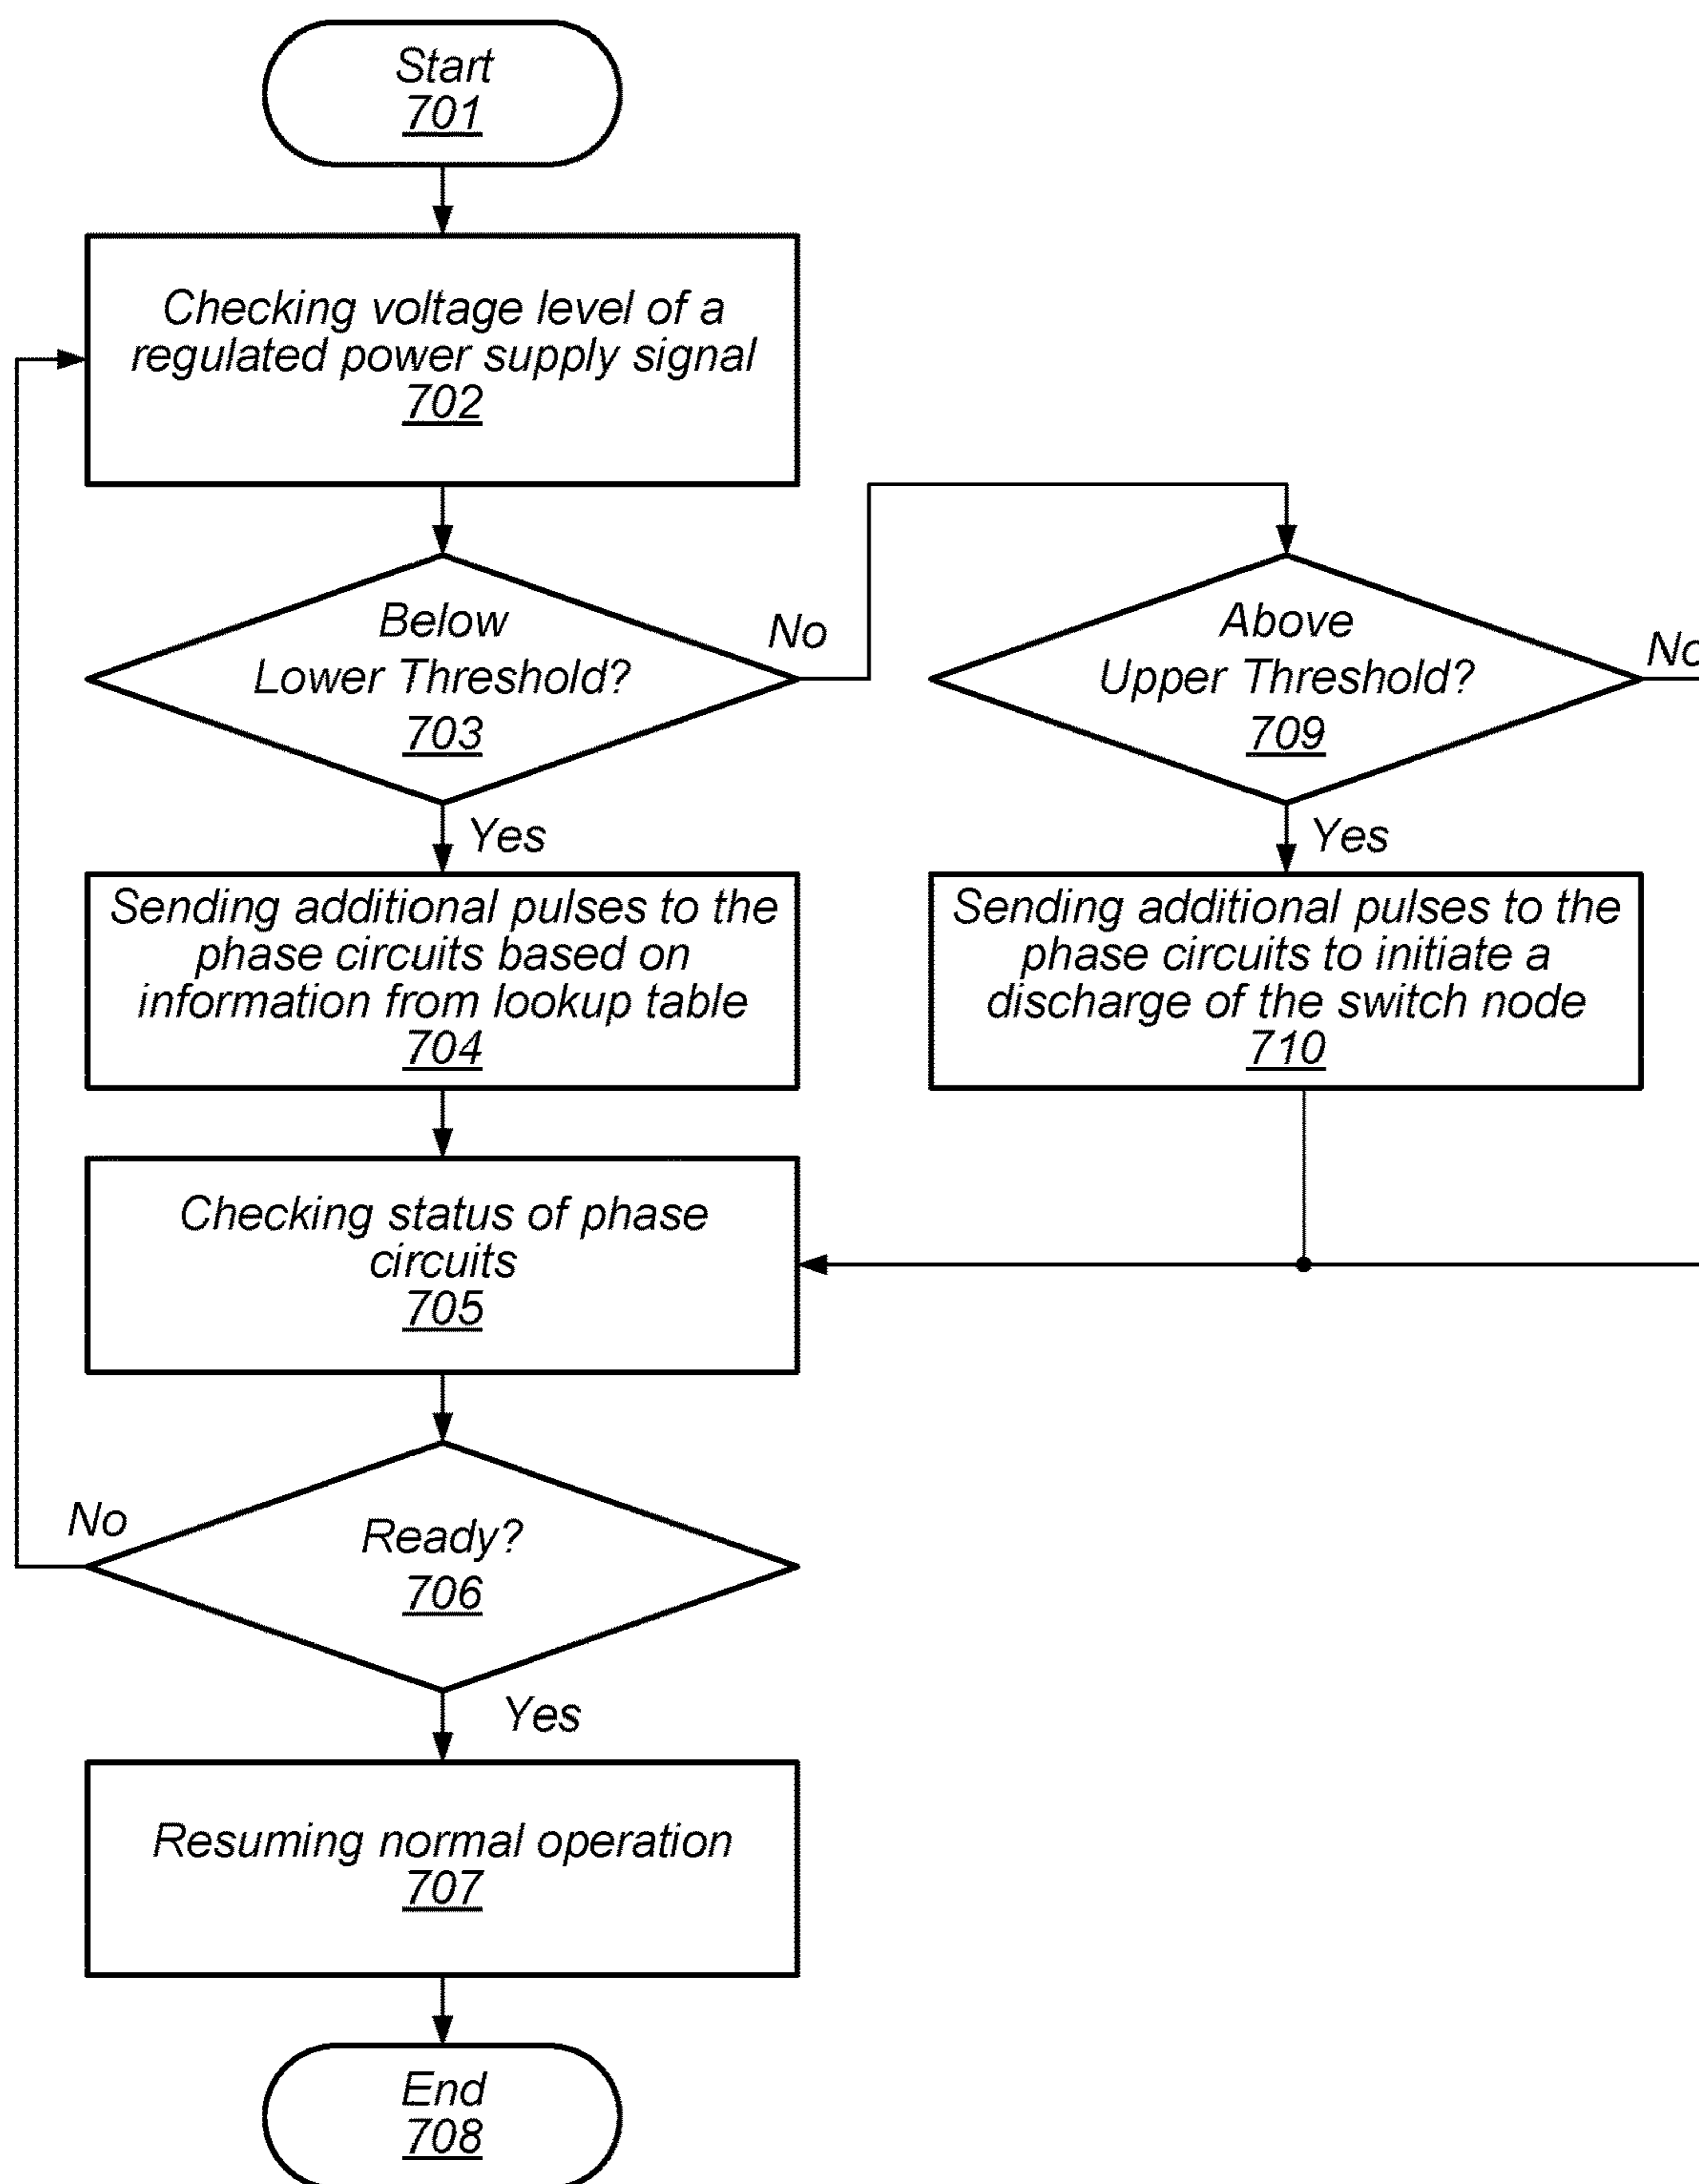 Start
701
Checking voltage level of a
regulated power supply signal
702
Below
Lower Threshold?
703
No
Yes
Above
Upper Threshold?
709
No
Yes
Sending additional pulses to the
phase circuits based on
information from lookup table
704
Sending additional pulses to the
phase circuits to initiate a
discharge of the switch node
710
Checking status of phase
circuits
705
No
Ready?
706
Yes
Resuming normal operation
707
End
708